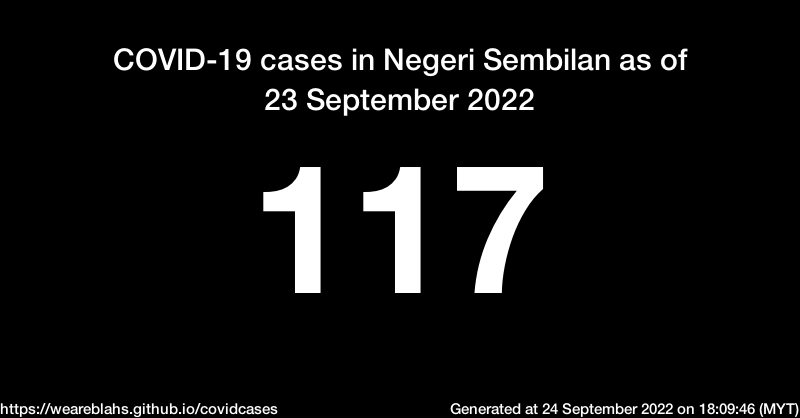 COVID-19 cases in Negeri Sembilan as of
23 September 2022
117
https://weareblahs.github.io/covidcases
Generated at 24 September 2022 on 18:09:46 (MYT)